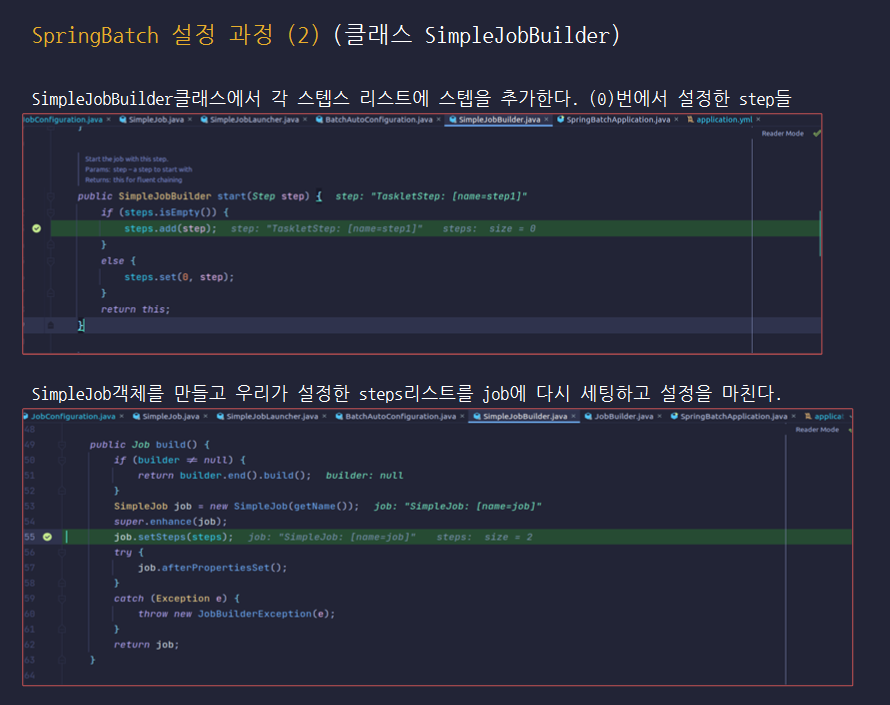 SpringBatch 설정 과정 (2) (클래스 SimpleJobBuilder)
SimpleJobBuilder클래스에서 각 스텝스 리스트에 스텝을 추가한다. (0)번에서 설정한 step들
JobConfiguration.java × SimpleJob.java × SimpleJobLauncher.java × BatchAutoConfiguration.java × SimpleJobBuilder.java × SpringBatchApplication.java × application.yml ×
Reader Mode
}
Start the job with this step.
Params: step – a step to start with
Returns: this for fluent chaining
public SimpleJobBuilder start(Step step) { step: "TaskletStep: [name=step1]"
if (steps.isEmpty()) {
steps.add(step); step: "TaskletStep: [name=step1]" steps: size = 0
}
else {
steps.set(0, step);
}
return this;
}
SimpleJob객체를 만들고 우리가 설정한 steps리스트를 job에 다시 세팅하고 설정을 마친다.
JobConfiguration.java × SimpleJob.java × SimpleJobLauncher.java × BatchAutoConfiguration.java × SimpleJobBuilder.java × JobBuilder.java × SpringBatchApplication.java × applica
Reader Mode
48
49 public Job build() {
50 if (builder ≠ null) {
51 return builder.end().build(); builder: null
52 }
53 SimpleJob job = new SimpleJob(getName()); job: "SimpleJob: [name=job]"
54 super.enhance(job);
55 job.setSteps(steps); job: "SimpleJob: [name=job]" steps: size = 2
56 try {
57 job.afterPropertiesSet();
58 }
59 catch (Exception e) {
60 throw new JobBuilderException(e);
61 }
62 return job;
63 }
64